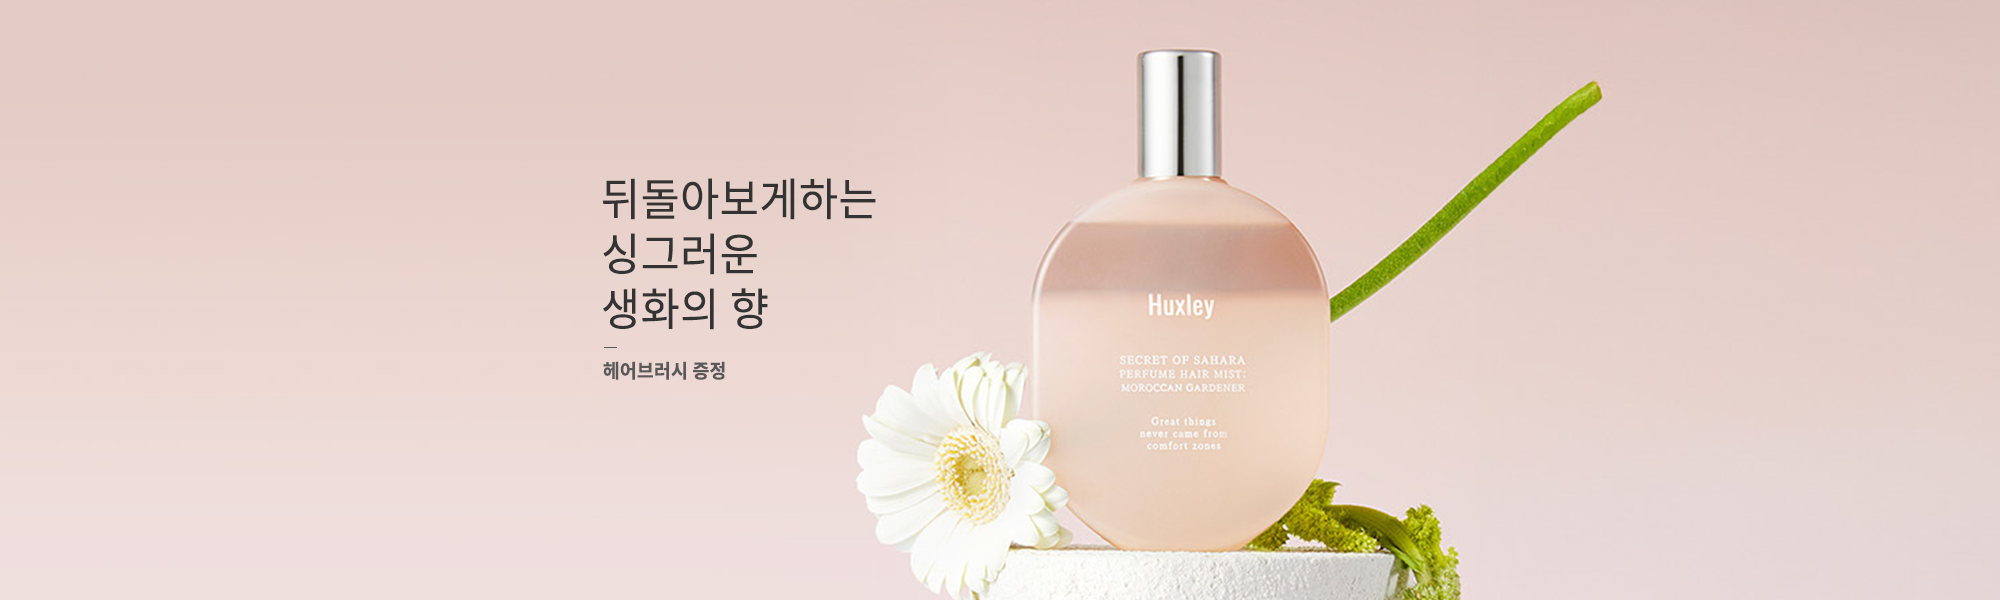 뒤돌아보게하는
싱그러운
생화의 향
헤어브러시 증정
Huxley
SECRET OF SAHARA
PERFUME HAIR MIST;
MOROCCAN GARDENER
Great things
never came from
comfort zones